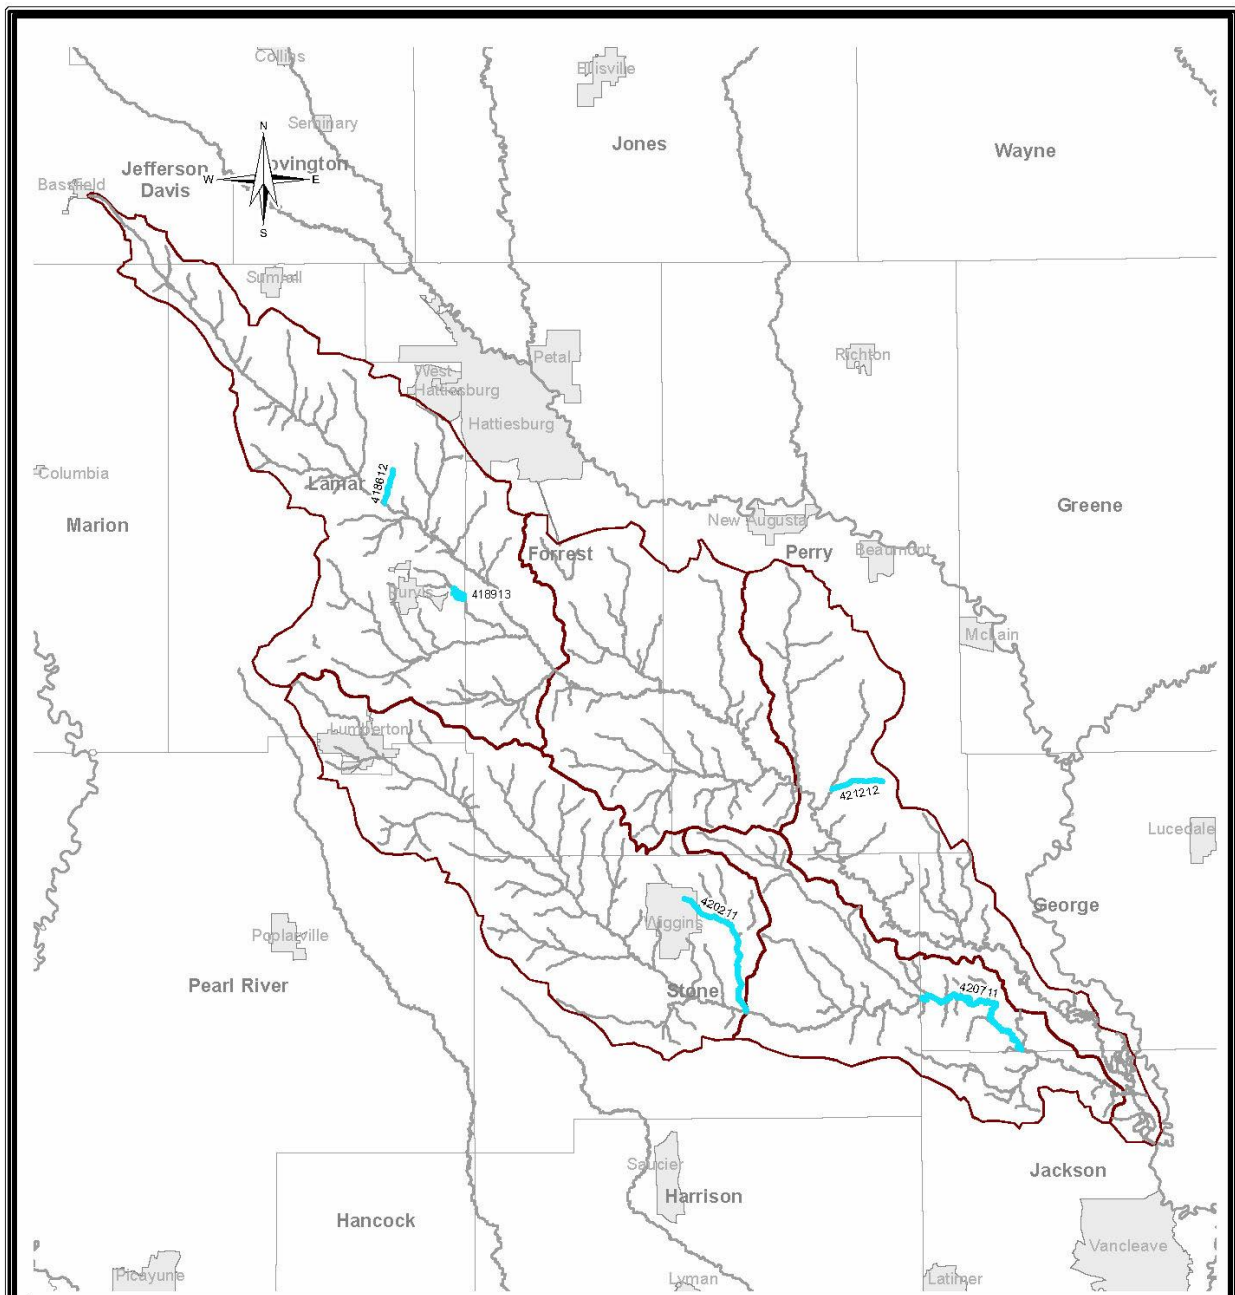 Collins
Ellisville
Seminary
Jones
Wayne
N
Jefferson
Davis
W
E
S
ovington
Bassfield
Sumrall
Petal
Richton
West
Hattiesburg
Hattiesburg
Columbia
418612
Lamar
Marion
Greene
New Augusta
Forrest
Perry
Beaumont
Purvis
418913
McLain
Lumberton
421212
Lucedale
420211
Wiggins
George
Poplarville
Pearl River
Stone
420711
Saucier
Jackson
Harrison
Hancock
Vancleave
Picayune
Lyman
Latimer